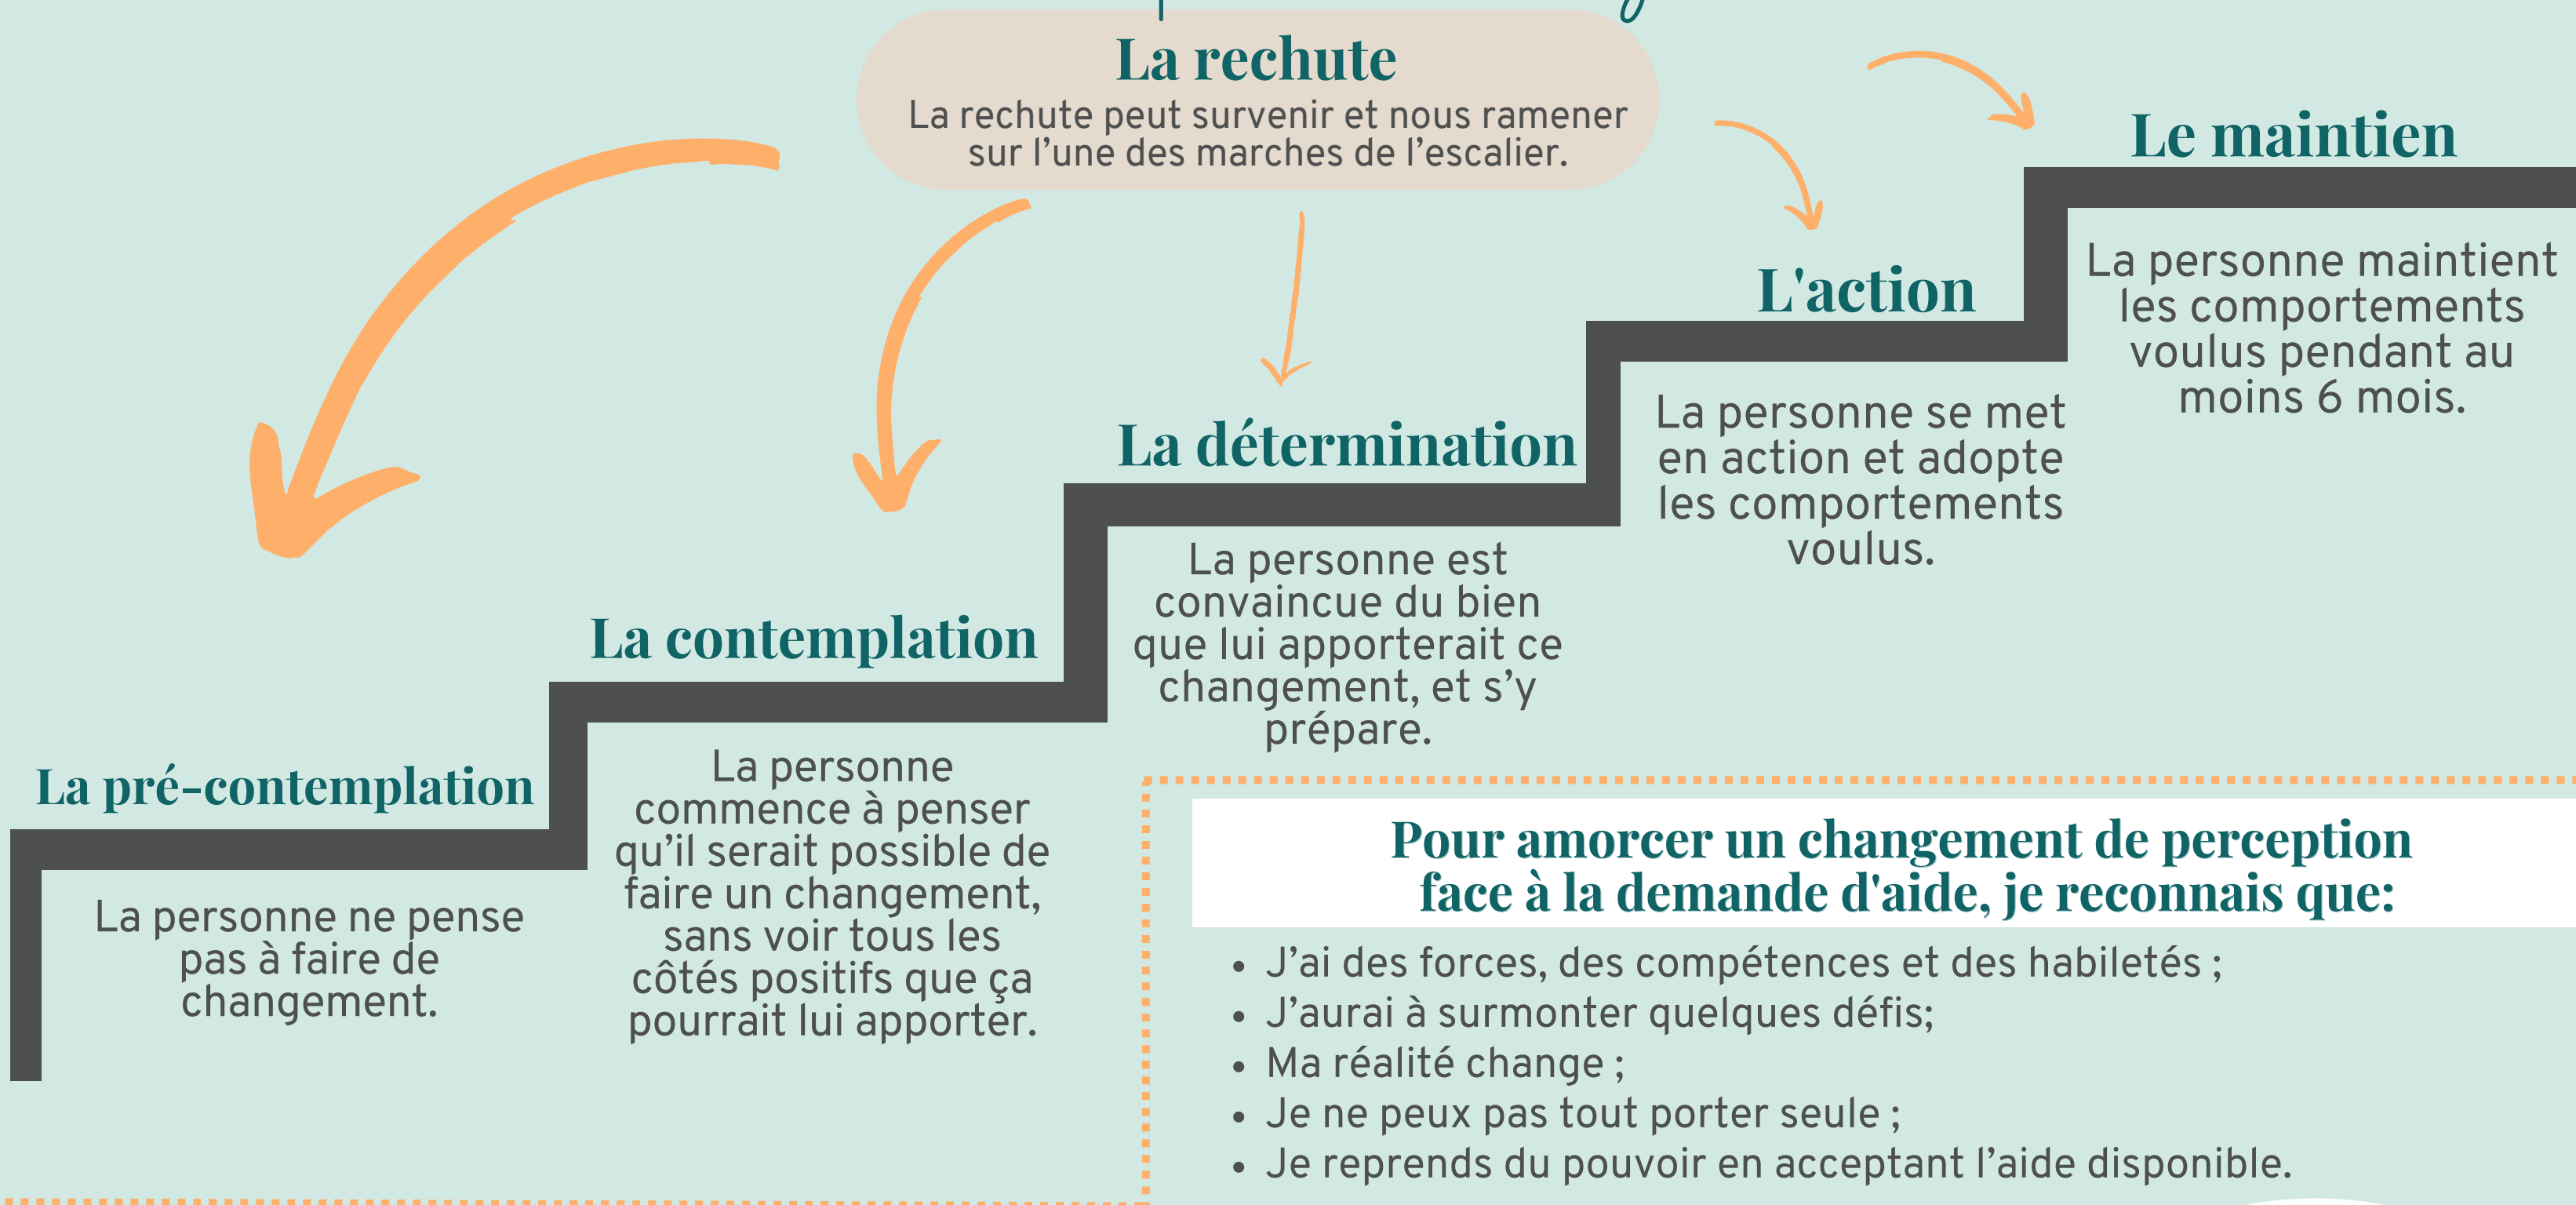 La rechute
La rechute peut survenir et nous ramener
sur l’une des marches de l’escalier.
Le maintien
La personne maintient
les comportements
voulus pendant au
moins 6 mois.
L'action
La personne se met
en action et adopte
les comportements
voulus.
La détermination
La personne est
convaincue du bien
que lui apporterait ce
changement, et s’y
prépare.
La contemplation
La personne
commence à penser
qu’il serait possible de
faire un changement,
sans voir tous les
côtés positifs que ça
pourrait lui apporter.
La pré-contemplation
La personne ne pense
pas à faire de
changement.
Pour amorcer un changement de perception
face à la demande d'aide, je reconnais que:
• J’ai des forces, des compétences et des habiletés ;
• J’aurai à surmonter quelques défis;
• Ma réalité change ;
• Je ne peux pas tout porter seule ;
• Je reprends du pouvoir en acceptant l’aide disponible.